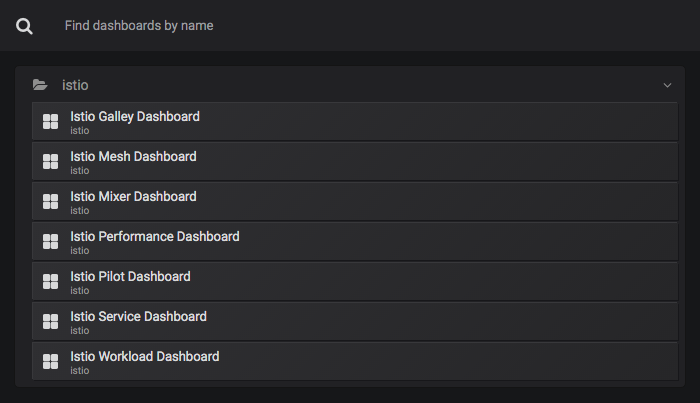 Find dashboards by name
istio
Istio Galley Dashboard
istio
Istio Mesh Dashboard
istio
Istio Mixer Dashboard
istio
Istio Performance Dashboard
istio
Istio Pilot Dashboard
istio
Istio Service Dashboard
istio
Istio Workload Dashboard
istio